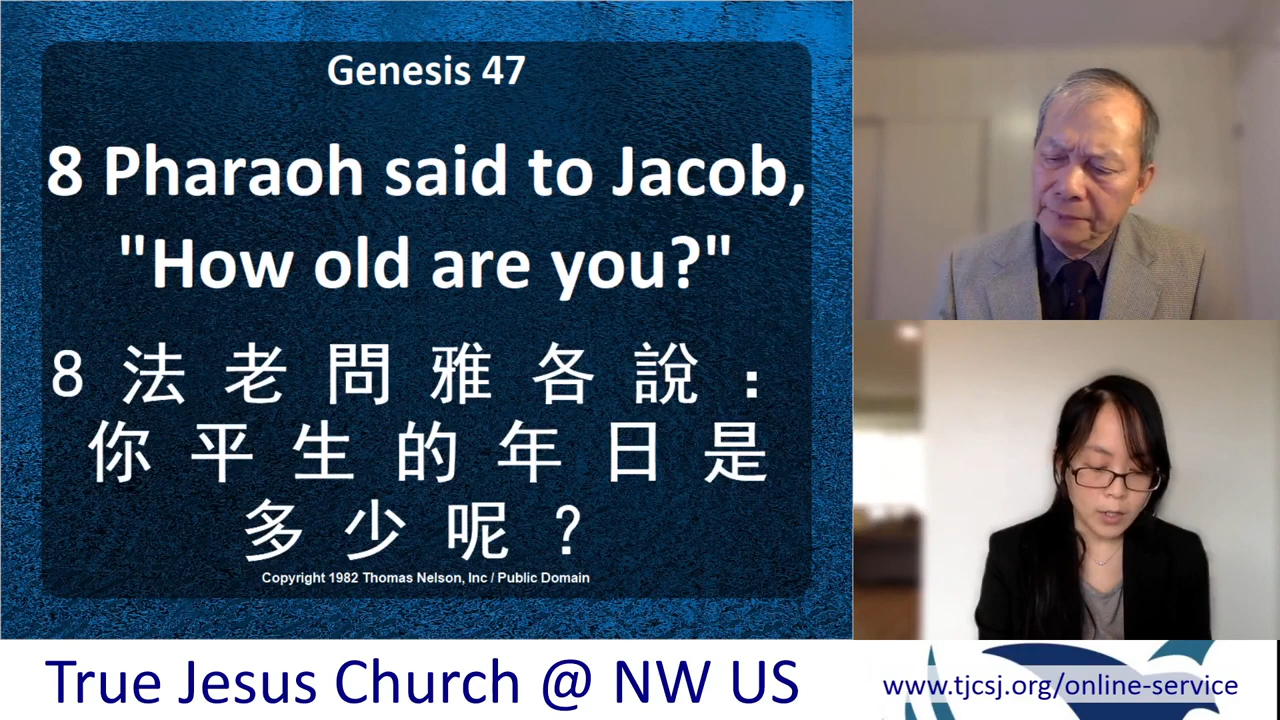 Genesis 47
8 Pharaoh said to Jacob,
"How old are you?"
8 法 老 問 雅 各 說 ：
你 平 生 的 年 日 是
多 少 呢 ？
Copyright 1982 Thomas Nelson, Inc / Public Domain
True Jesus Church @ NW US
www.tjcsj.org/online-service